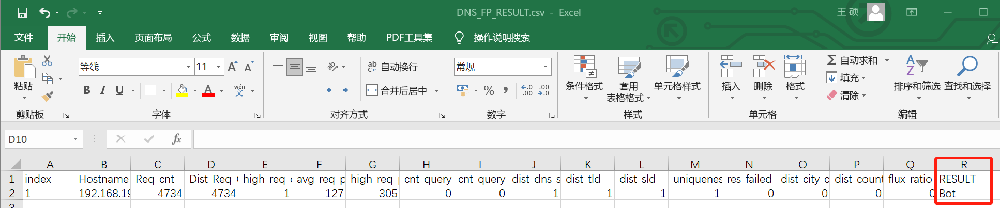 DNS_FP_RESULT.csv - Excel
王 硕
文件 开始 插入 页面布局 公式 数据 审阅 视图 帮助 PDF工具集 操作说明搜索
等线 11 A A ab c 自动换行 常规 自动求和
粘贴 B I U A wén 文 合并后居中 % , .0 .00 .00 .0 条件格式 套用 表格格式 单元格样式 插入 删除 格式 填充 清除 A Z 排序和筛选 查找和选择
剪贴板 字体 对齐方式 数字 样式 单元格 编辑
D10 fx
A B C D E F G H I J K L M N O P Q R
1 index Hostname Req_cnt Dist_Req_ high_req_ avg_req_p high_req_ cnt_query_ cnt_query_ dist_dns_s dist_tld dist_sld uniquenes res_failed dist_city_c dist_count flux_ratio RESULT
2 1 192.168.19 4734 4734 1 127 305 0 0 1 1 1 1 0 0 0 0 Bot